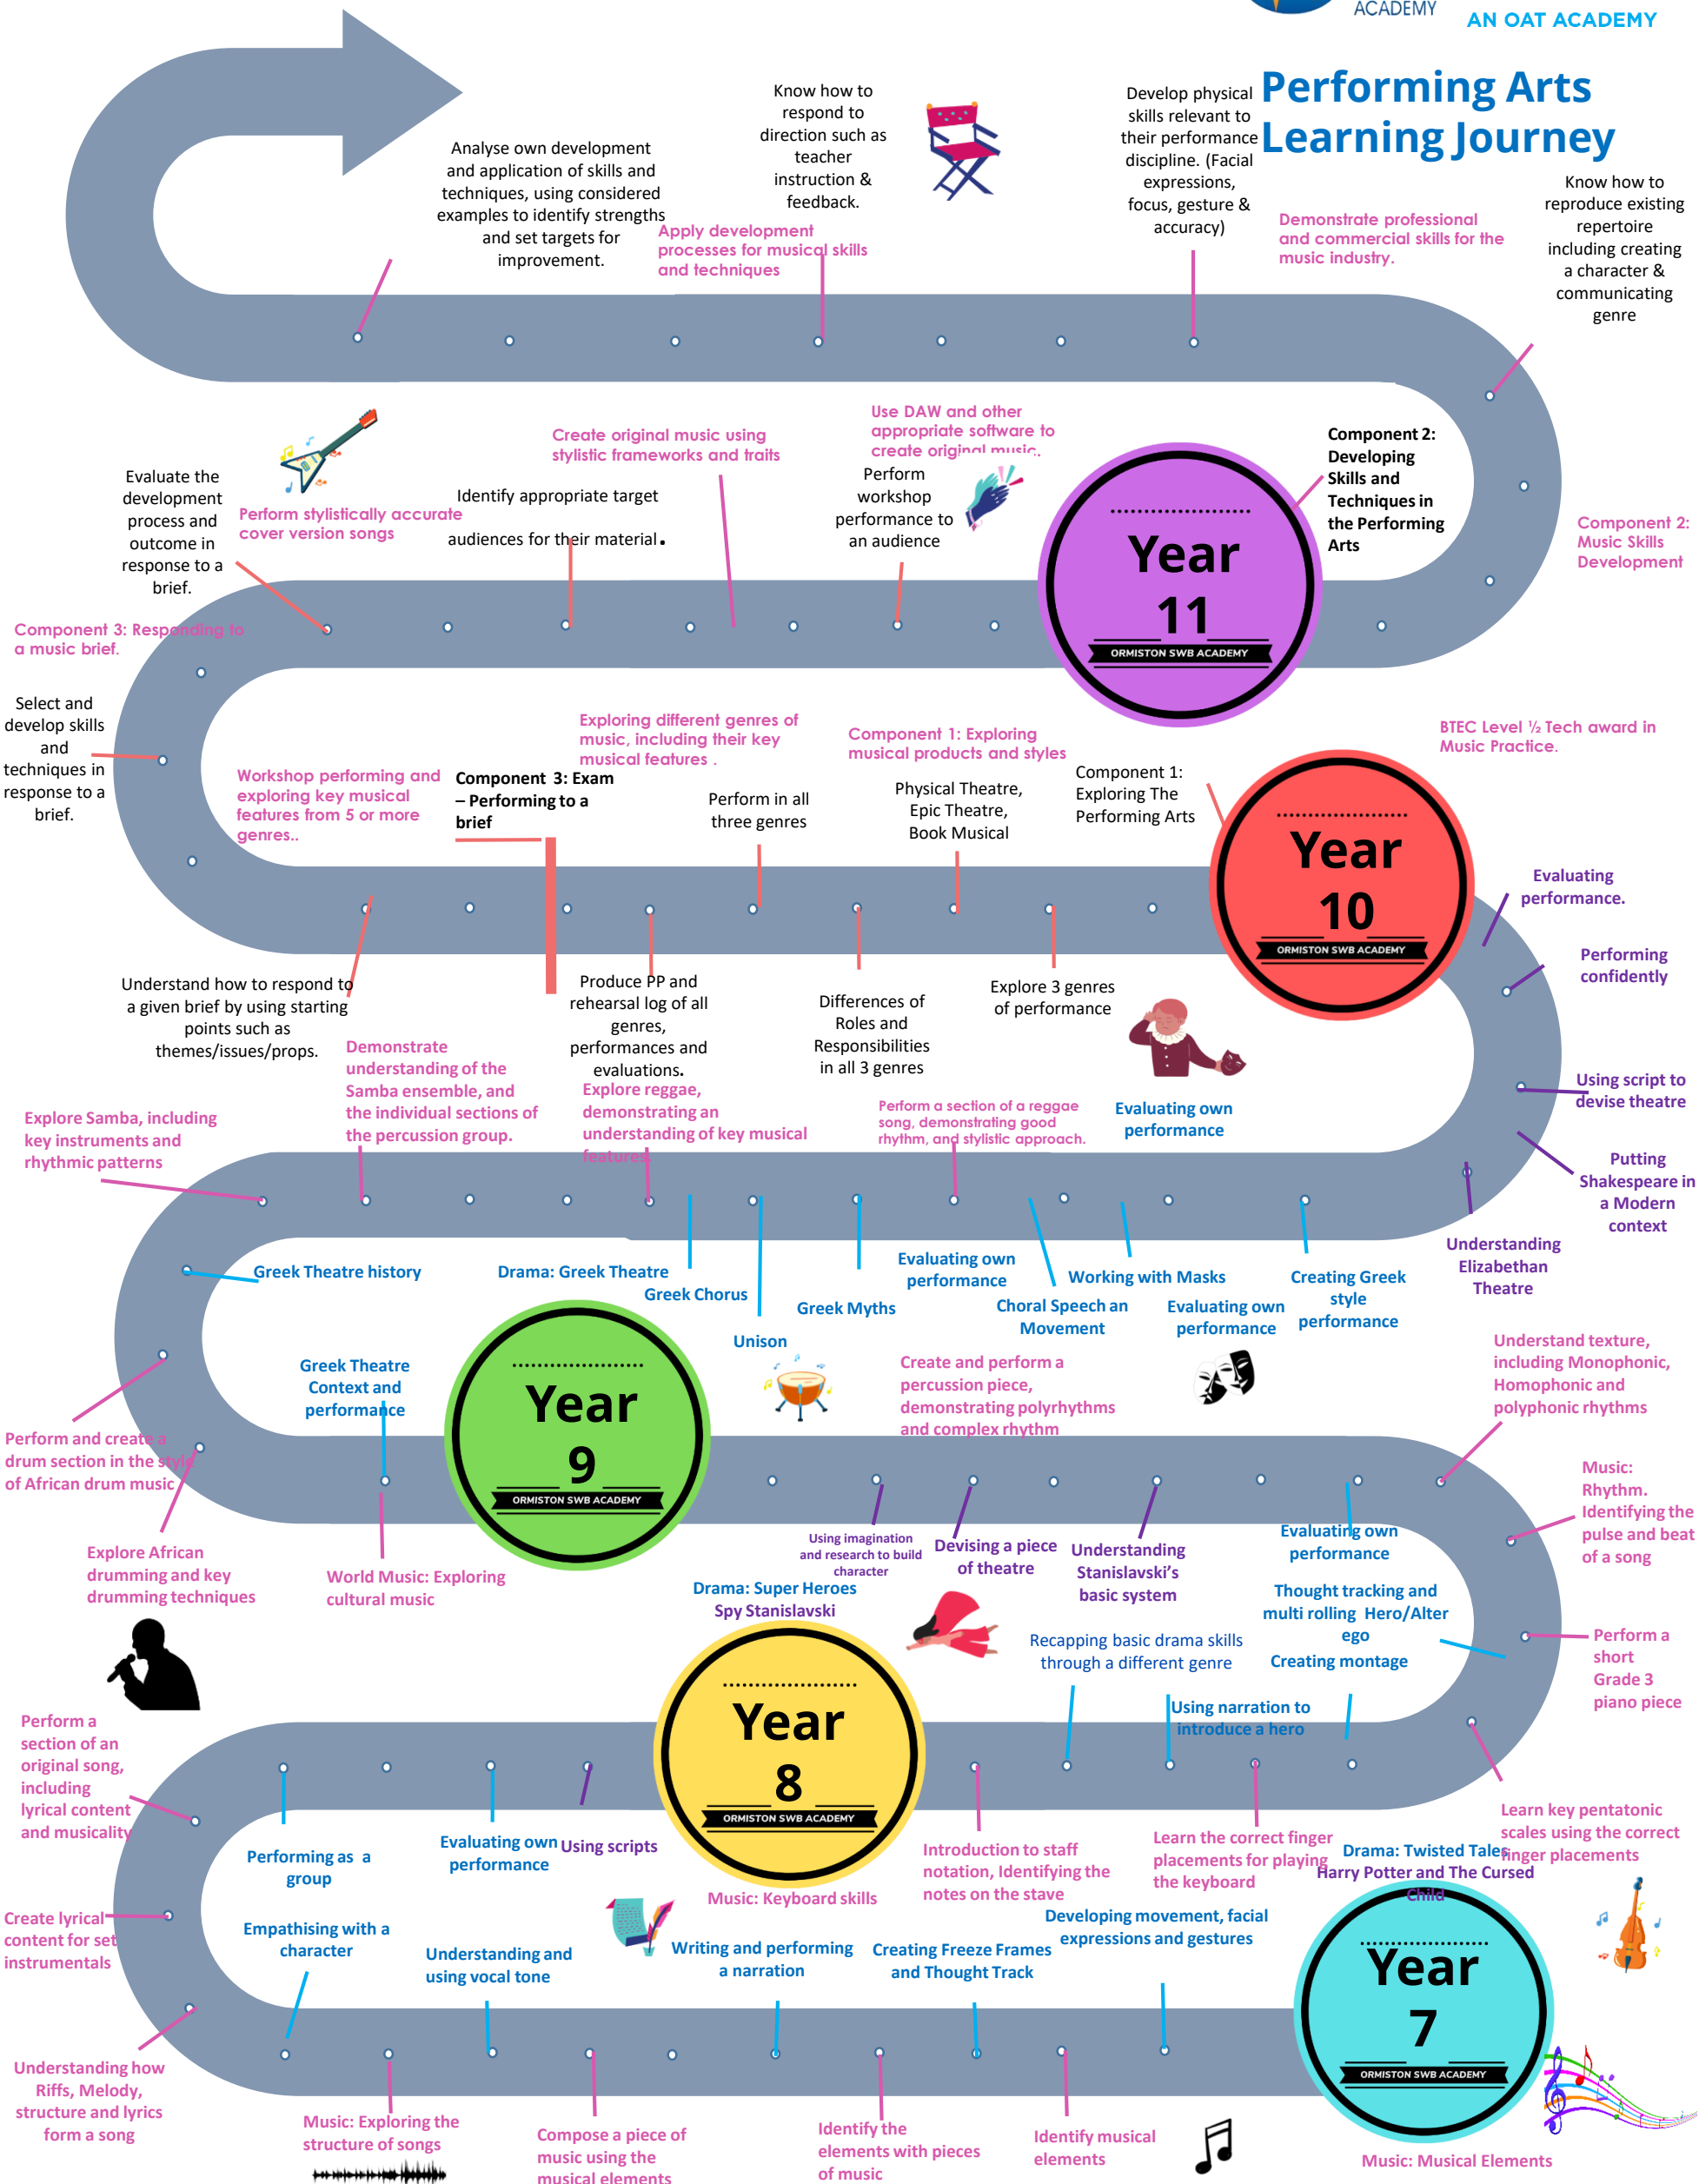 ACADEMY
AN OAT ACADEMY
Performing Arts
Learning Journey
Analyse own development
and application of skills and
techniques, using considered
examples to identify strengths
and set targets for
improvement.
Know how to
respond to
direction such as
teacher
instruction &
feedback.
Apply development
processes for musical skills
and techniques
Develop physical
skills relevant to
their performance
discipline. (Facial
expressions,
focus, gesture &
accuracy)
Demonstrate professional
and commercial skills for the
music industry.
Know how to
reproduce existing
repertoire
including creating
a character &
communicating
genre
Evaluate the
development
process and
outcome in
response to a
brief.
Perform stylistically accurate
cover version songs
Create original music using
stylistic frameworks and traits
Identify appropriate target
audiences for their material.
Use DAW and other
appropriate software to
create original music.
Perform
workshop
performance to
an audience
Year
11
ORMISTON SWB ACADEMY
Component 2:
Developing
Skills and
Techniques in
the Performing
Arts
Component 2:
Music Skills
Development
Component 3: Responding to
a music brief.
Select and
develop skills
and
techniques in
response to a
brief.
Workshop performing and
exploring key musical
features from 5 or more
genres..
Component 3: Exam
– Performing to a
brief
Exploring different genres of
music, including their key
musical features .
Perform in all
three genres
Component 1: Exploring
musical products and styles
Physical Theatre,
Epic Theatre,
Book Musical
Component 1:
Exploring The
Performing Arts
BTEC Level ½ Tech award in
Music Practice.
Year
10
ORMISTON SWB ACADEMY
Evaluating
performance.
Performing
confidently
Using script to
devise theatre
Putting
Shakespeare in
a Modern
context
Understanding
Elizabethan
Theatre
Understand how to respond to
a given brief by using starting
points such as
themes/issues/props.
Produce PP and
rehearsal log of all
genres,
performances and
evaluations.
Differences of
Roles and
Responsibilities
in all 3 genres
Explore 3 genres
of performance
Explore Samba, including
key instruments and
rhythmic patterns
Demonstrate
understanding of the
Samba ensemble, and
the individual sections of
the percussion group.
Explore reggae,
demonstrating an
understanding of key musical
features.
Perform a section of a reggae
song, demonstrating good
rhythm, and stylistic approach.
Evaluating own
performance
Greek Theatre history
Drama: Greek Theatre
Greek Chorus
Unison
Greek Myths
Evaluating own
performance
Choral Speech an
Movement
Working with Masks
Evaluating own
performance
Creating Greek
style
performance
Greek Theatre
Context and
performance
Year
9
ORMISTON SWB ACADEMY
Create and perform a
percussion piece,
demonstrating polyrhythms
and complex rhythm
Understand texture,
including Monophonic,
Homophonic and
polyphonic rhythms
Perform and create a
drum section in the style
of African drum music
Explore African
drumming and key
drumming techniques
World Music: Exploring
cultural music
Using imagination
and research to build
character
Devising a piece
of theatre
Understanding
Stanislavski's
basic system
Evaluating own
performance
Music:
Rhythm.
Identifying the
pulse and beat
of a song
Drama: Super Heroes
Spy Stanislavski
Recapping basic drama skills
through a different genre
Thought tracking and
multi rolling Hero/Alter
ego
Creating montage
Using narration to
introduce a hero
Perform a
short
Grade 3
piano piece
Year
8
ORMISTON SWB ACADEMY
Perform a
section of an
original song,
including
lyrical content
and musicality
Performing as a
group
Evaluating own
performance
Using scripts
Music: Keyboard skills
Introduction to staff
notation, Identifying the
notes on the stave
Learn the correct finger
placements for playing
the keyboard
Learn key pentatonic
scales using the correct
finger placements
Drama: Twisted Tales
Harry Potter and The Cursed
Child
Create lyrical
content for set
instrumentals
Empathising with a
character
Understanding and
using vocal tone
Writing and performing
a narration
Creating Freeze Frames
and Thought Track
Developing movement, facial
expressions and gestures
Year
7
ORMISTON SWB ACADEMY
Understanding how
Riffs, Melody,
structure and lyrics
form a song
Music: Exploring the
structure of songs
Compose a piece of
music using the
musical elements
Identify the
elements with pieces
of music
Identify musical
elements
Music: Musical Elements